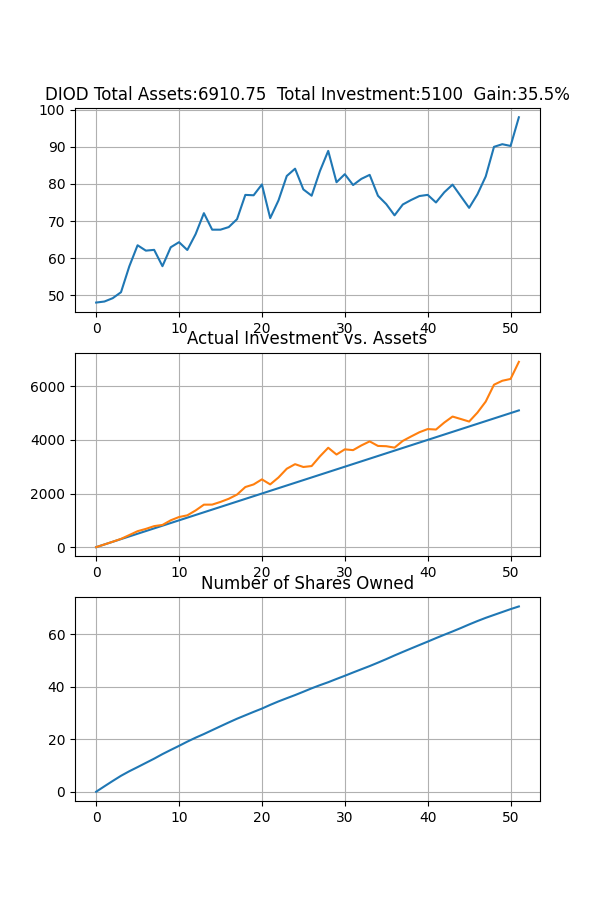 DIOD Total Assets:6910.75  Total Investment:5100  Gain:35.5%
100
90
80
70
60
50
0 10 20 30 40 50
Actual Investment vs. Assets
6000
4000
2000
0
0 10 20 30 40 50
Number of Shares Owned
60
40
20
0
0 10 20 30 40 50